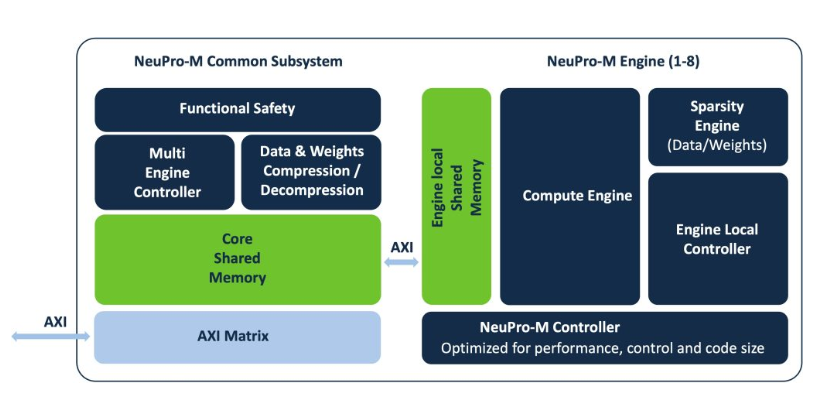 NeuPro-M Common Subsystem
Functional Safety
Multi
Engine
Controller
Data & Weights
Compression /
Decompression
Core
Shared
Memory
AXI Matrix
AXI
AXI
NeuPro-M Engine (1-8)
Engine local
Shared
Memory
Compute Engine
Sparsity
Engine
(Data/Weights)
Engine Local
Controller
NeuPro-M Controller
Optimized for performance, control and code size